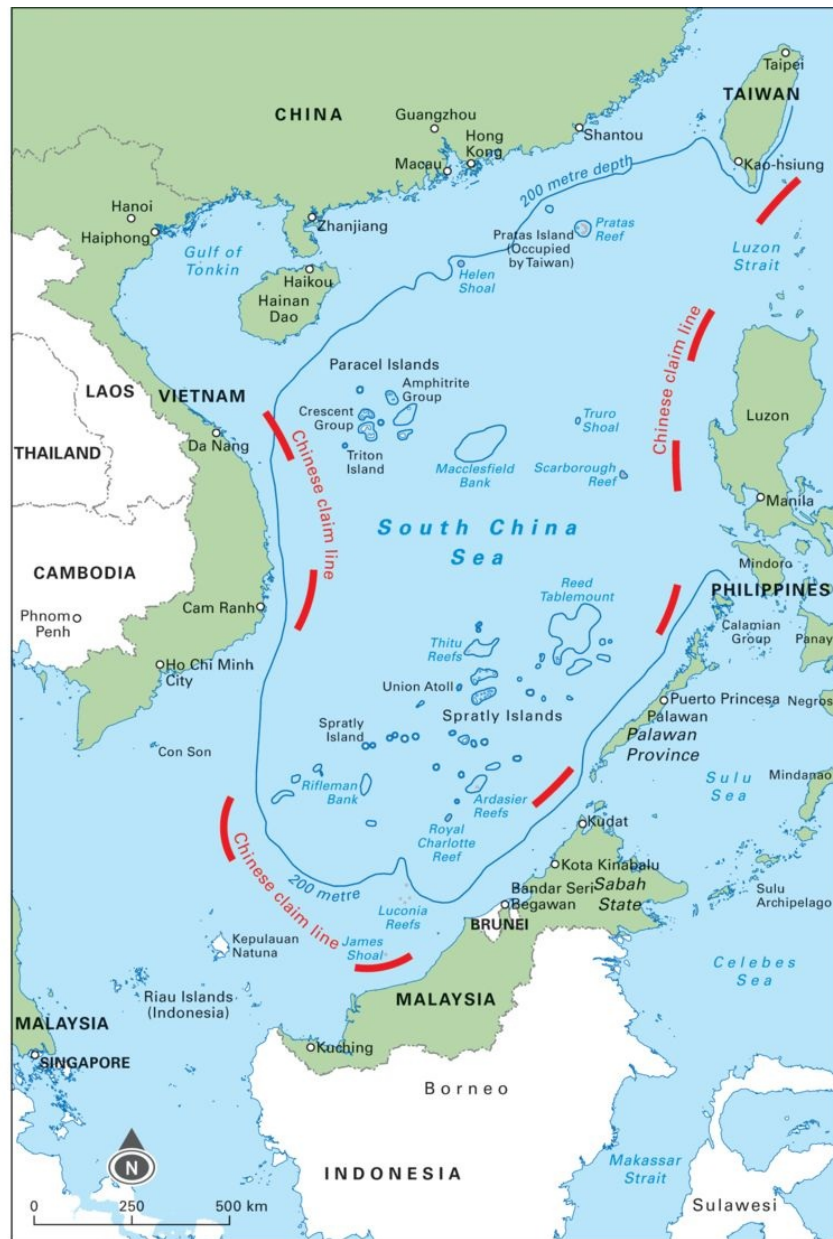 Taipei
TAIWAN
CHINA
Guangzhou
Hong
Kong
Shantou
Macau
Kao-hsiung
200 metre depth
Hanoi
Haiphong
Zhanjiang
Gulf of
Tonkin
Pratas Island
(Occupied
by Taiwan)
Pratas
Reef
Luzon
Strait
Haikou
Hainan
Dao
Helen
Shoal
Paracel Islands
Amphitrite
Group
Crescent
Group
Triton
Island
LAOS
VIETNAM
Da Nang
THAILAND
Chinese claim line
Macclesfield
Bank
Truro
Shoal
Scarborough
Reef
Chinese claim line
Luzon
Manila
South China
Sea
CAMBODIA
Phnom
Penh
Cam Ranh
Ho Chi Minh
City
Con Son
Reed
Tablemount
Thitu
Reefs
Union Atoll
Spratly Islands
Spratly
Island
Mindoro
PHILIPPINES
Calamian
Group
Panay
Puerto Princesa
Palawan
Palawan
Province
Negros
Sulu
Sea
Mindanao
Rifleman
Bank
Ardasier
Reefs
Royal
Charlotte
Reef
Kudat
Kota Kinabalu
Bandar Seri
Begawan
Sabah
State
BRUNEI
Sulu
Archipelago
Chinese claim line
200 metre
Luconia
Reefs
James
Shoal
Kepulauan
Natuna
Riau Islands
(Indonesia)
Celebes
Sea
MALAYSIA
MALAYSIA
SINGAPORE
Kuching
Borneo
INDONESIA
Makassar
Strait
Sulawesi
N
0 250 500 km